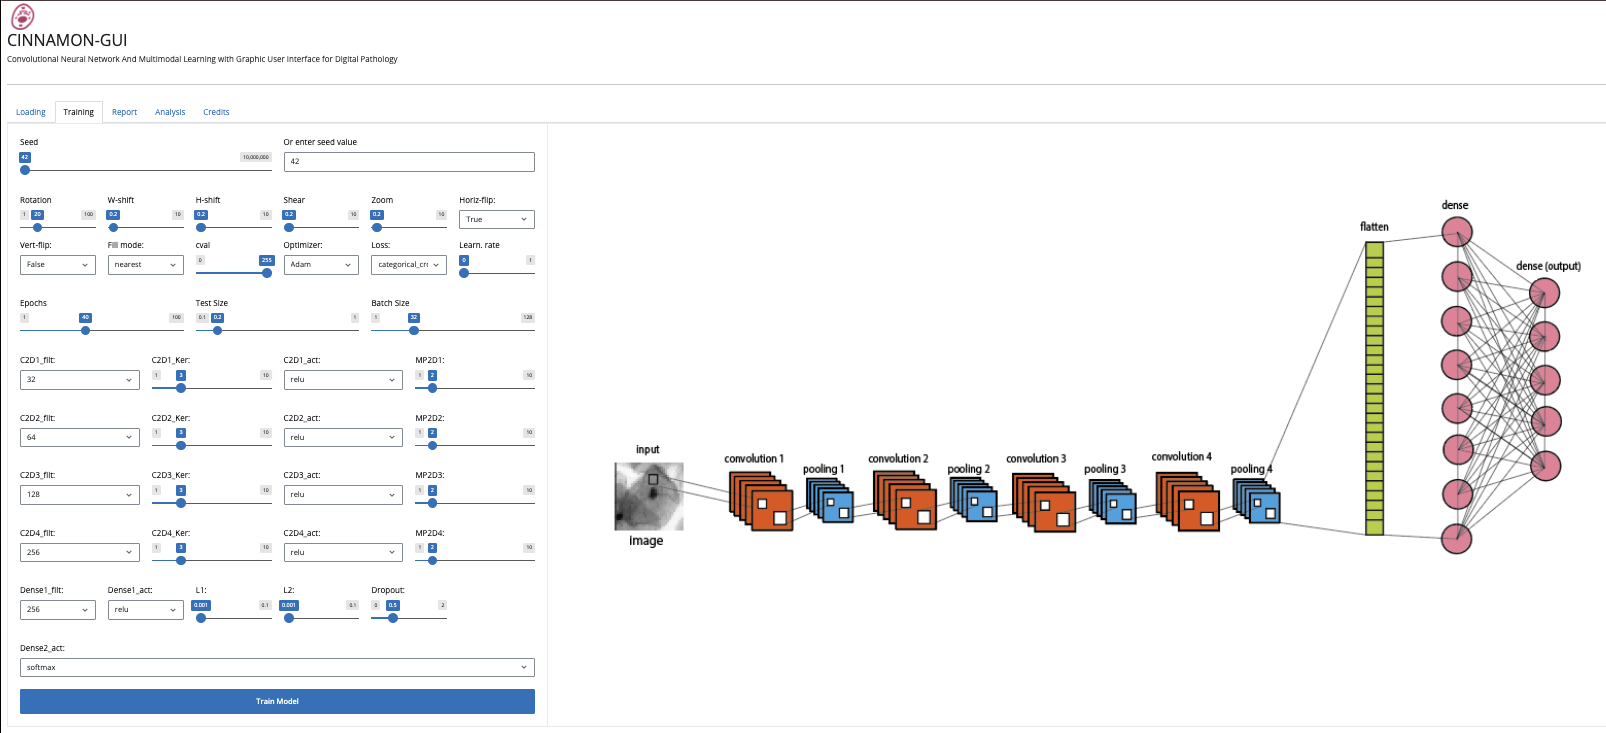 CINNAMON-GUI
Convolutional Neural Network And Multimodal Learning with Graphic User Interface for Digital Pathology
Loading Training Report Analysis Credits
Seed Or enter seed value
42 10,000,000 42
Rotation W-shift H-shift Shear Zoom Horiz-flip:
1 20 100 0.2 10 0.2 10 0.2 10 0.2 10 True
Vert-flip: Fill mode: cval Optimizer: Loss: Learn. rate
False nearest 0 255 Adam categorical_crc 0 1
Epochs Test Size Batch Size
1 40 100 0.1 0.2 1 1 32 128
C2D1_filt: C2D1_Ker: C2D1_act: MP2D1:
32 1 3 10 relu 1 2 10
C2D2_filt: C2D2_Ker: C2D2_act: MP2D2:
64 1 3 10 relu 1 2 10
C2D3_filt: C2D3_Ker: C2D3_act: MP2D3:
128 1 3 10 relu 1 2 10
C2D4_filt: C2D4_Ker: C2D4_act: MP2D4:
256 1 3 10 relu 1 2 10
Dense1_filt: Dense1_act: L1: L2: Dropout:
256 relu 0.001 0.1 0.001 0.1 0 0.5 2
Dense2_act:
softmax
Train Model
input
image
convolution 1
pooling 1
convolution 2
pooling 2
convolution 3
pooling 3
convolution 4
pooling 4
flatten
dense
dense (output)